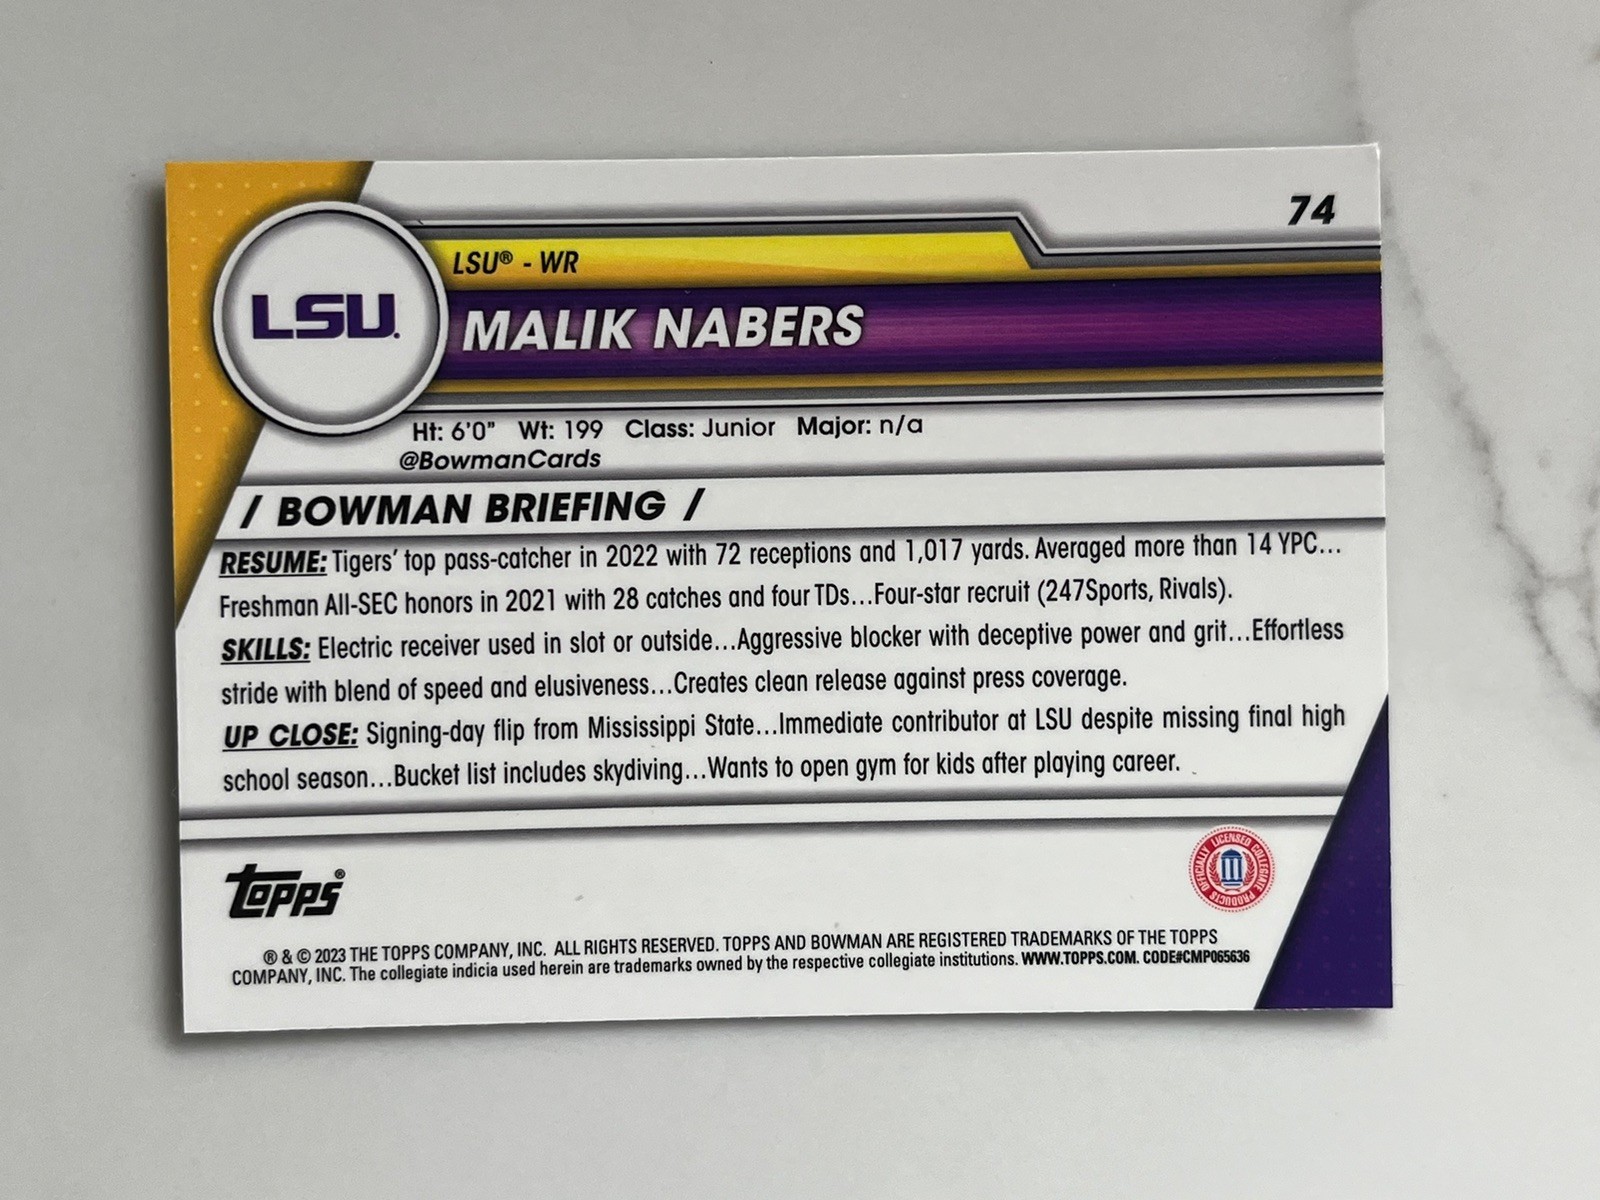 74
LSU® - WR
LSU
MALIK NABERS
Ht: 6'0" Wt: 199 Class: Junior Major: n/a
@BowmanCards
/ BOWMAN BRIEFING /
RESUME: Tigers' top pass-catcher in 2022 with 72 receptions and 1,017 yards. Averaged more than 14 YPC...
Freshman All-SEC honors in 2021 with 28 catches and four TDs...Four-star recruit (247Sports, Rivals).
SKILLS: Electric receiver used in slot or outside...Aggressive blocker with deceptive power and grit...Effortless
stride with blend of speed and elusiveness...Creates clean release against press coverage.
UP CLOSE: Signing-day flip from Mississippi State...Immediate contributor at LSU despite missing final high
school season...Bucket list includes skydiving...Wants to open gym for kids after playing career.
OFFICIALLY LICENSED COLLEGIATE PRODUCTS
topps®
® & © 2023 THE TOPPS COMPANY, INC. ALL RIGHTS RESERVED. TOPPS AND BOWMAN ARE REGISTERED TRADEMARKS OF THE TOPPS
COMPANY, INC. The collegiate indicia used herein are trademarks owned by the respective collegiate institutions. WWW.TOPPS.COM. CODE#CMP065636